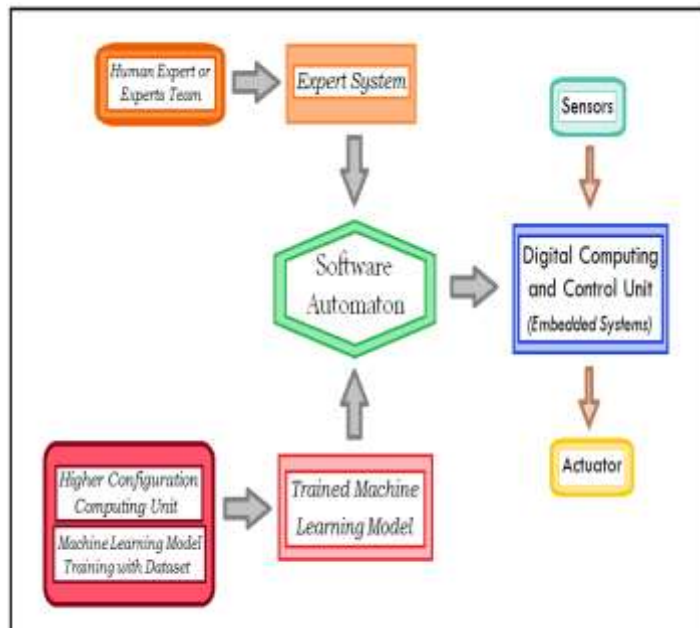 Human Expert or
Experts Team
Expert System
Sensors
Software
Automaton
Digital Computing
and Control Unit
(Embedded Systems)
Higher Configuration
Computing Unit
Machine Learning Model
Training with Dataset
Trained Machine
Learning Model
Actuator